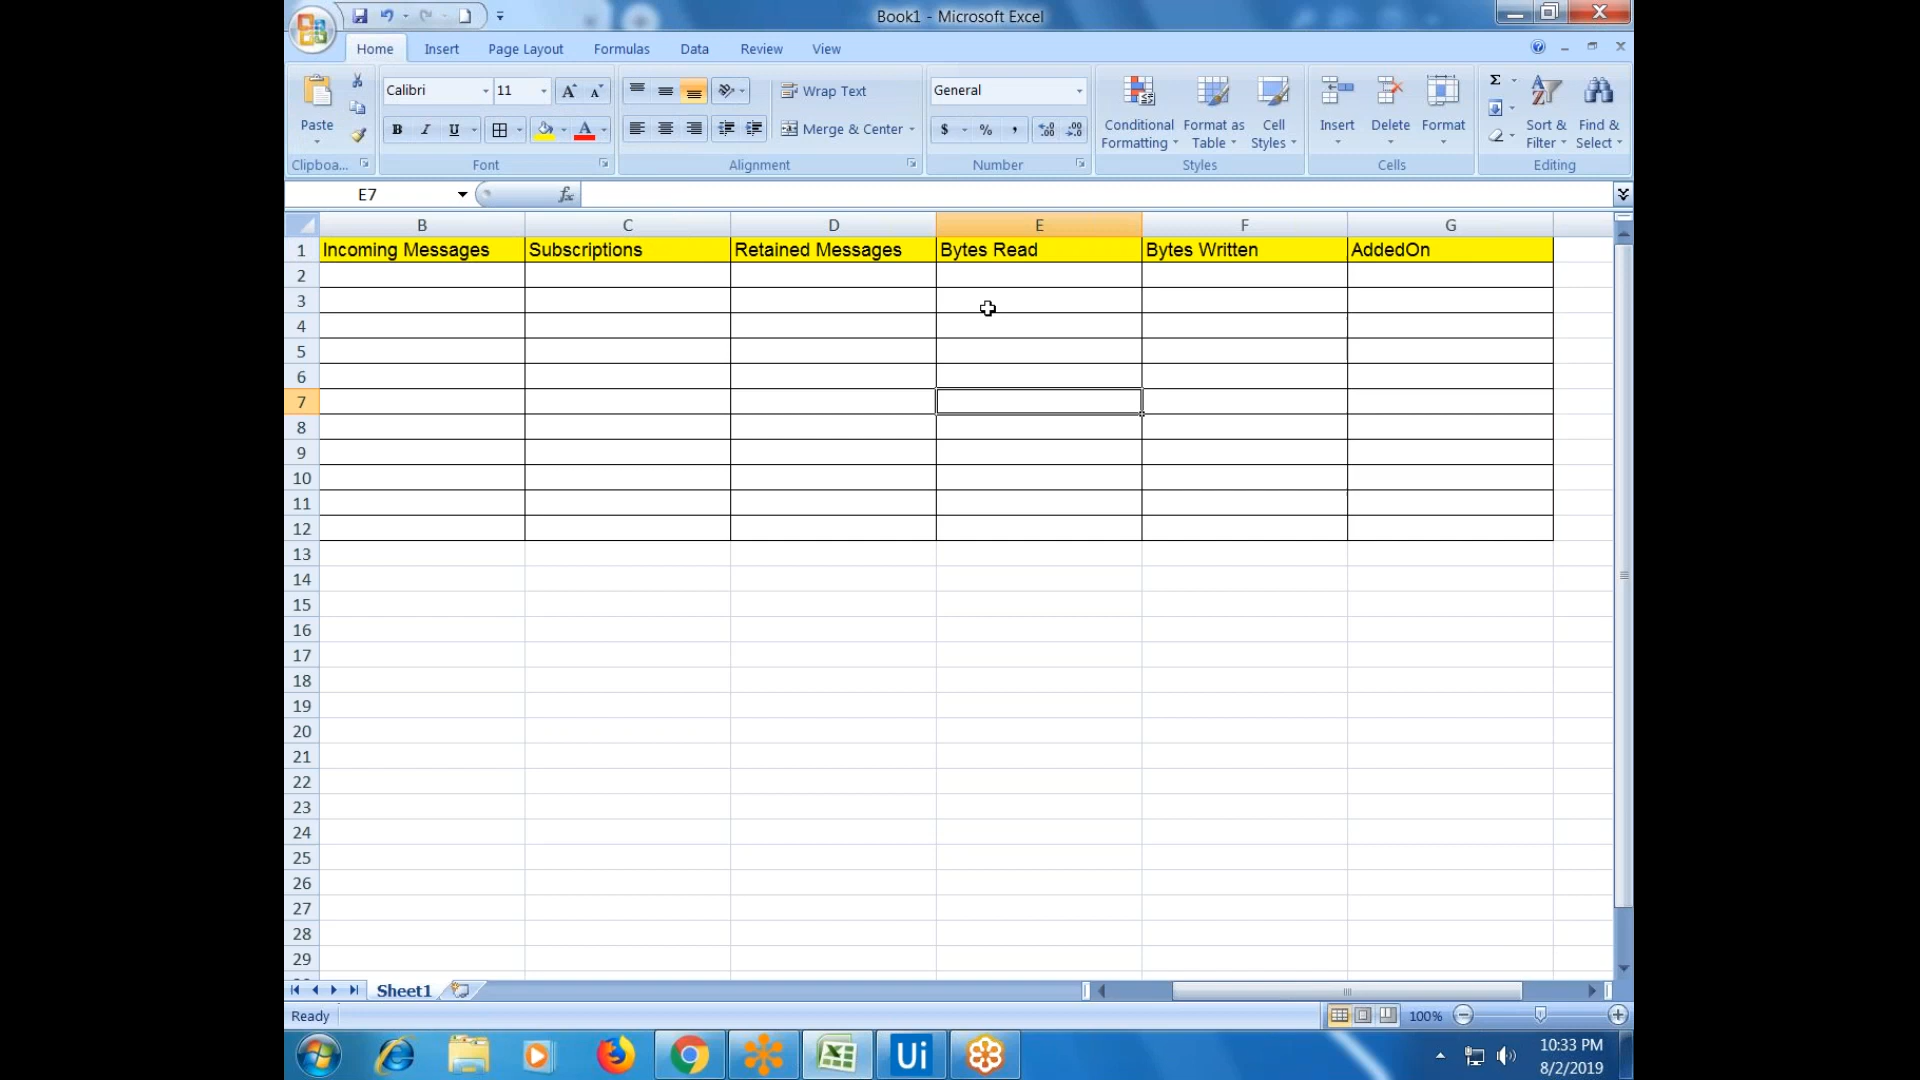 Book1 - Microsoft Excel
Home Insert Page Layout Formulas Data Review View
Calibri 11 Wrap Text General
Paste Merge & Center $ % , Conditional Formatting Format as Table Cell Styles Insert Delete Format Σ Sort & Filter Find & Select
B I U A
Clipboa... Font Alignment Number Styles Cells Editing
E7 fx
B C D E F G
1 Incoming Messages Subscriptions Retained Messages Bytes Read Bytes Written AddedOn
2
3
4
5
6
7
8
9
10
11
12
13
14
15
16
17
18
19
20
21
22
23
24
25
26
27
28
29
Sheet1
Ready 100%
Ui 10:33 PM
8/2/2019